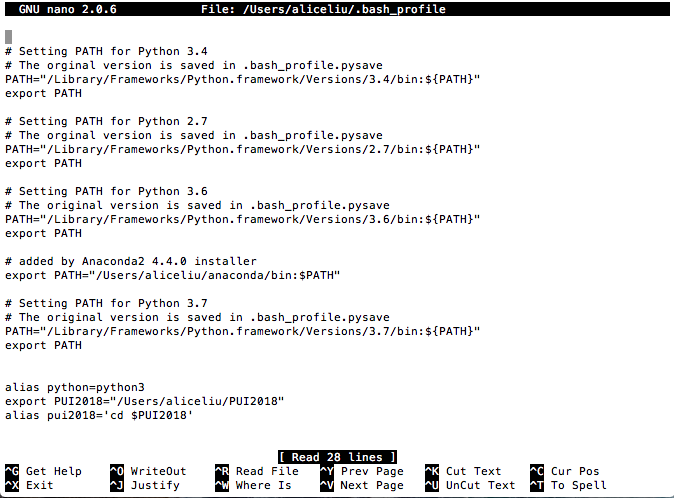 GNU nano 2.0.6 File: /Users/aliceliu/.bash_profile
# Setting PATH for Python 3.4
# The orginal version is saved in .bash_profile.pysave
PATH="/Library/Frameworks/Python.framework/Versions/3.4/bin:${PATH}"
export PATH
# Setting PATH for Python 2.7
# The orginal version is saved in .bash_profile.pysave
PATH="/Library/Frameworks/Python.framework/Versions/2.7/bin:${PATH}"
export PATH
# Setting PATH for Python 3.6
# The original version is saved in .bash_profile.pysave
PATH="/Library/Frameworks/Python.framework/Versions/3.6/bin:${PATH}"
export PATH
# added by Anaconda2 4.4.0 installer
export PATH="/Users/aliceliu/anaconda/bin:$PATH"
# Setting PATH for Python 3.7
# The original version is saved in .bash_profile.pysave
PATH="/Library/Frameworks/Python.framework/Versions/3.7/bin:${PATH}"
export PATH
alias python=python3
export PUI2018="/Users/aliceliu/PUI2018"
alias pui2018='cd $PUI2018'
[ Read 28 lines ]
^G Get Help ^O WriteOut ^R Read File ^Y Prev Page ^K Cut Text ^C Cur Pos
^X Exit ^J Justify ^W Where Is ^V Next Page ^U UnCut Text ^T To Spell